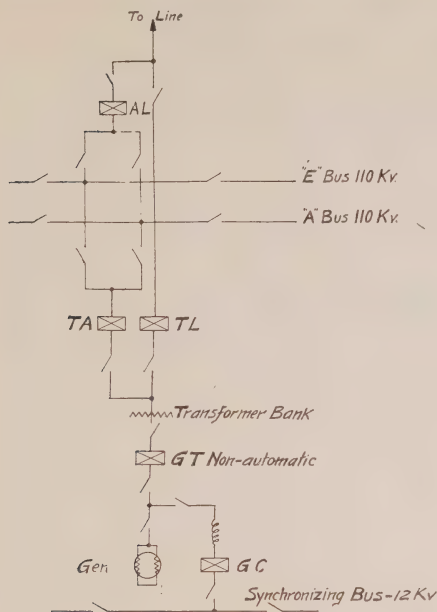 To Line
AL
"E" Bus 110 Kv.
"A" Bus 110 Kv.
TA
TL
Transformer Bank
GT Non-automatic
Gen
GC
Synchronizing Bus-12 Kv